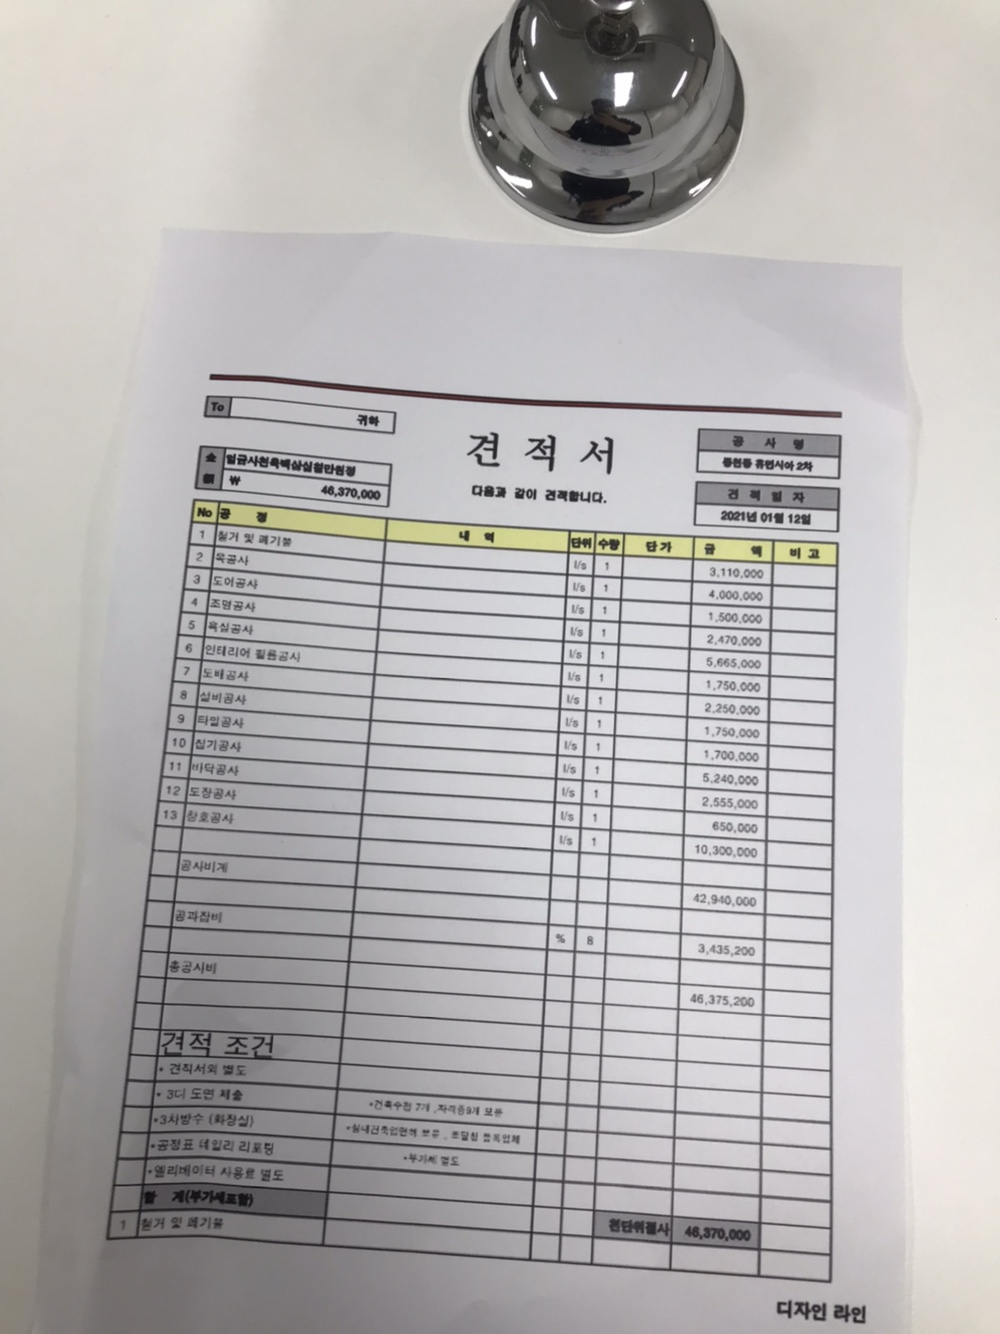 To 귀하
견 적 서
공 사 명
금 일금사천육백삼십칠만원정
휴먼시아 2차
액 ₩ 46,370,000
다음과 같이 견적합니다.
견 적 일 자
2021년 01월 12일
No 공 정 내 역 단위 수량 단가 금 액 비 고
1 철거 및 폐기물 l/s 1 3,110,000
2 목공사 l/s 1 4,000,000
3 도어공사 l/s 1 1,500,000
4 조명공사 l/s 1 2,470,000
5 욕실공사 l/s 1 5,665,000
6 인테리어 필름공사 l/s 1 1,750,000
7 도배공사 l/s 1 2,250,000
8 설비공사 l/s 1 1,750,000
9 타일공사 l/s 1 1,700,000
10 집기공사 l/s 1 5,240,000
11 바닥공사 l/s 1 2,555,000
12 도장공사 l/s 1 650,000
13 창호공사 l/s 1 10,300,000
공사비계 42,940,000
공과잡비 % 8 3,435,200
총공사비 46,375,200
견적 조건
* 견적서외 별도
* 3디 도면 제출 *건축수첩 7개 ,자격증9개 보유
*3차방수 (화장실) *실내건축업면허 보유 , 조달청 등록업체
*공정표 데일리 리포팅 *부가세 별도
*엘리베이터 사용료 별도
합 계(부가세포함) 천단위절사 46,370,000
1 철거 및 폐기물
디자인 라인